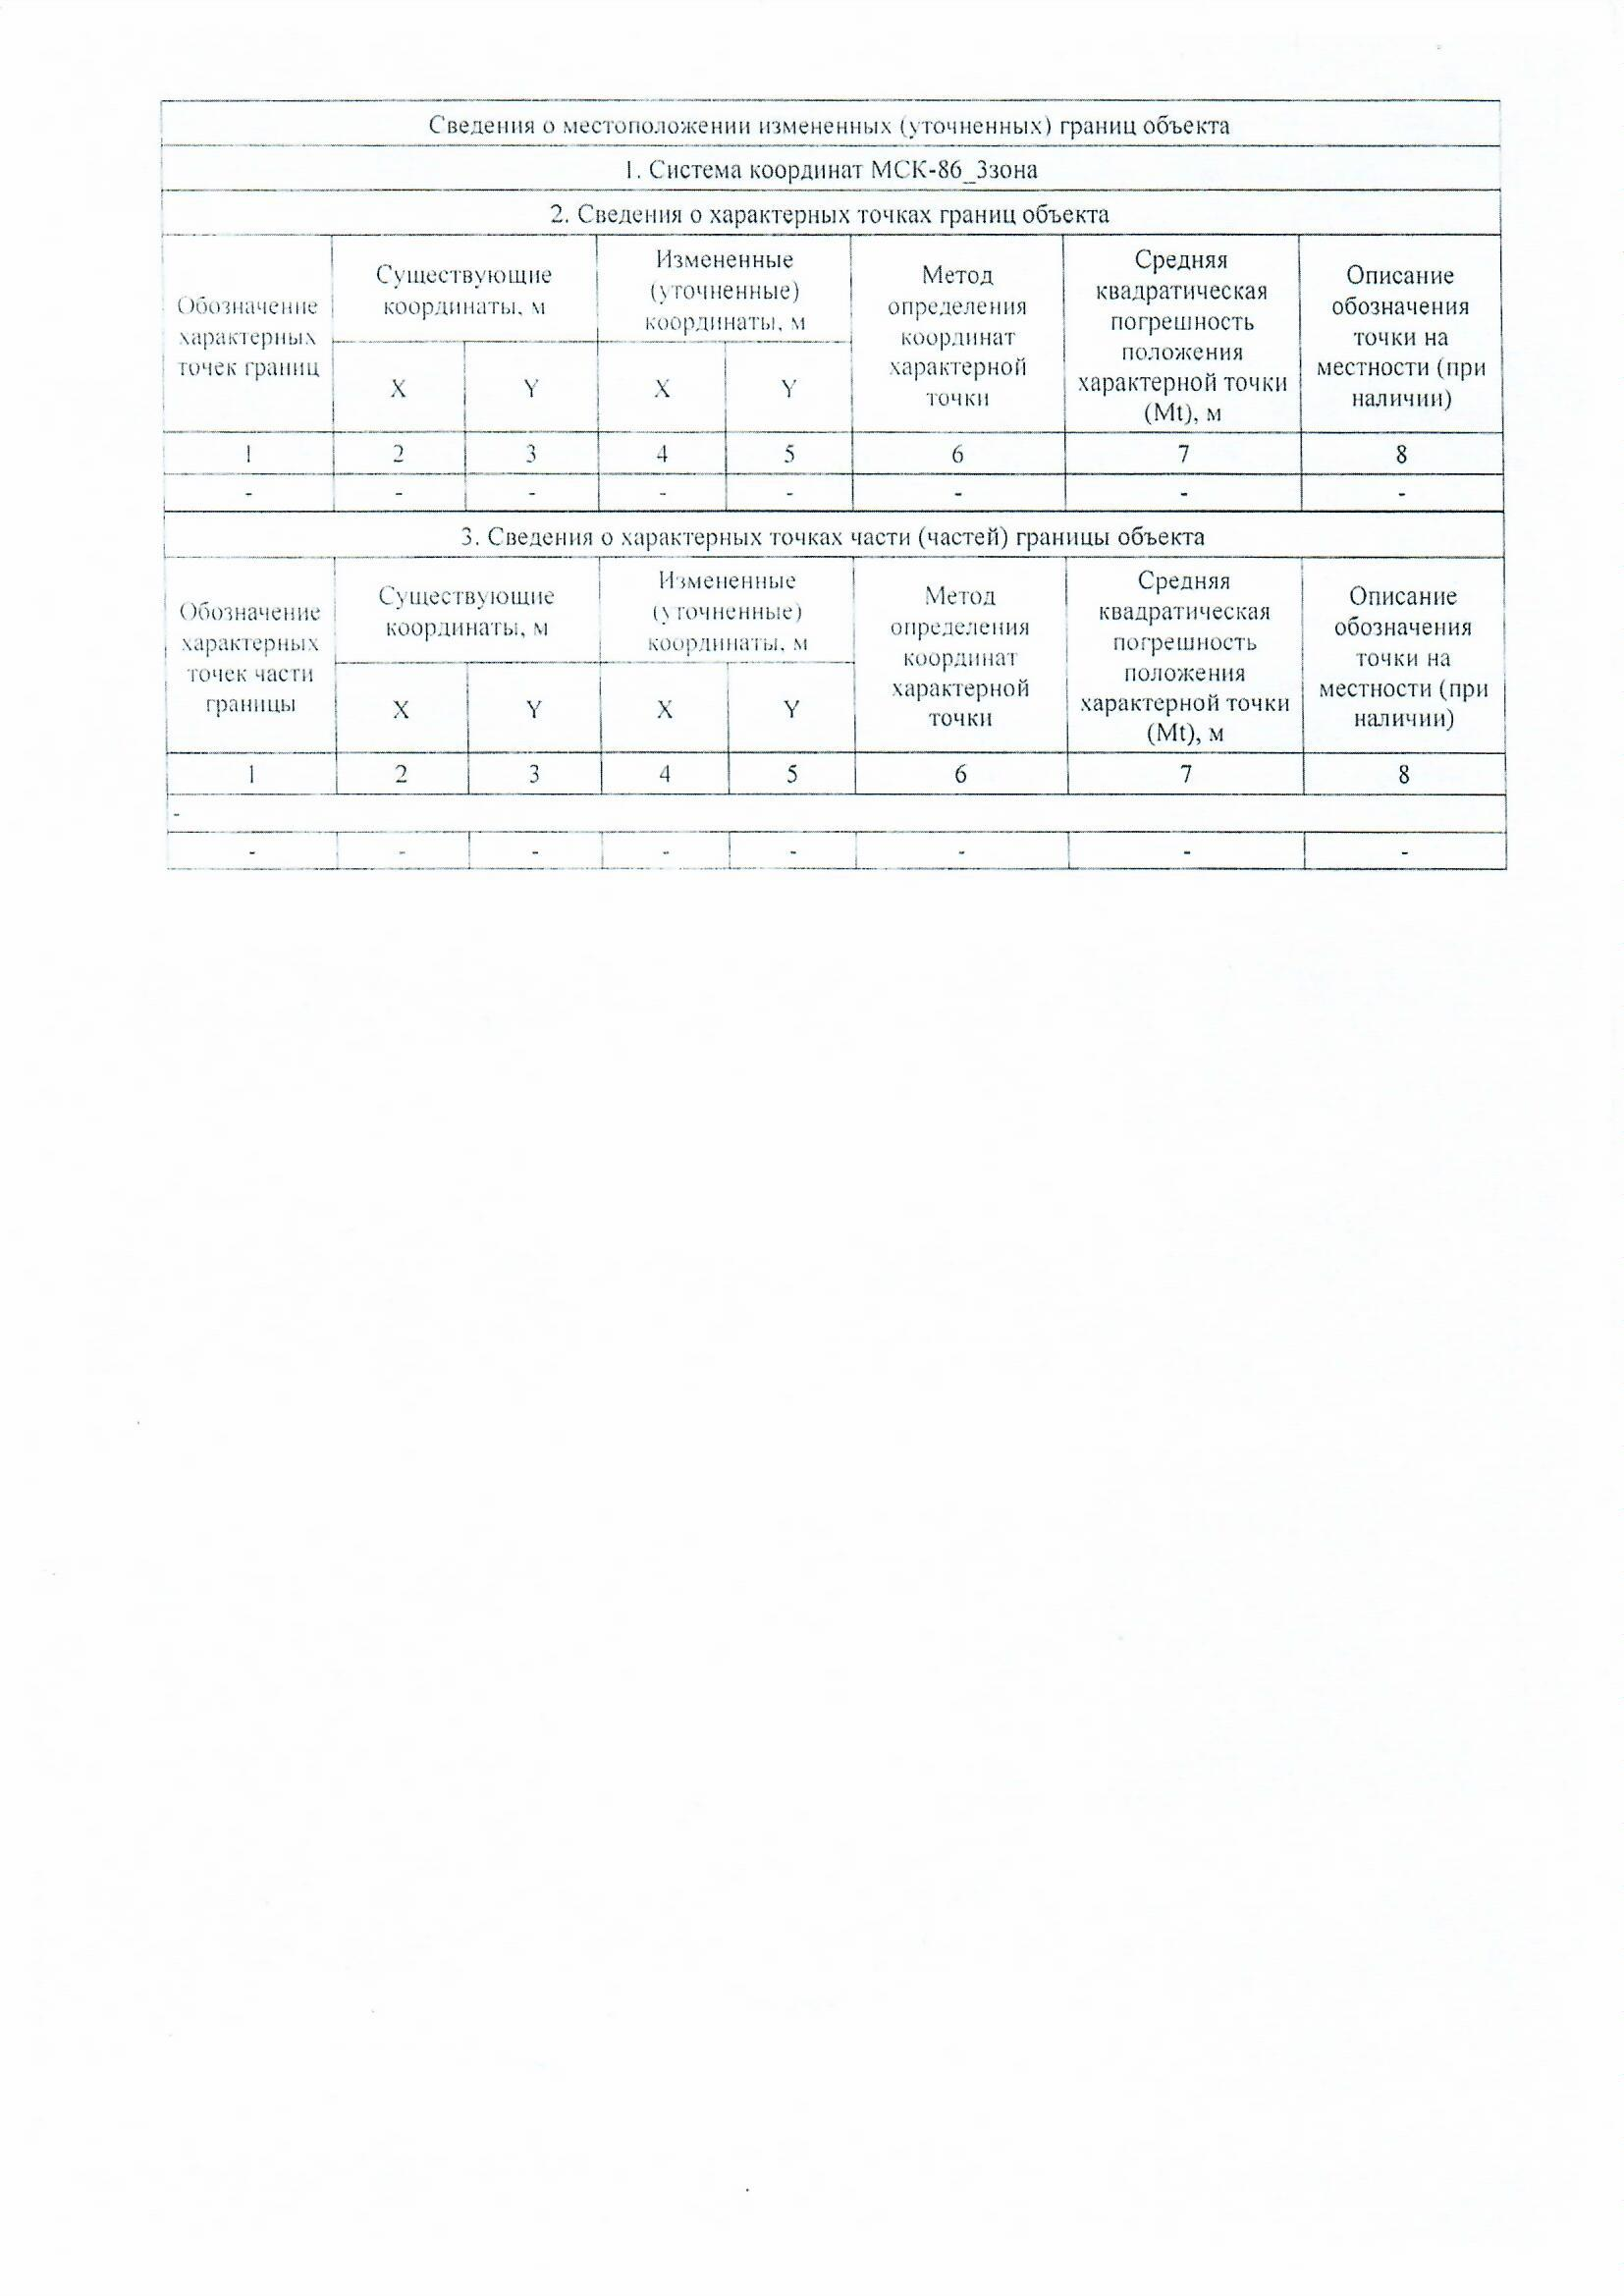 Сведения о местоположении измененных (уточненных) границ объекта
1. Система координат МСК-86_3зона
2. Сведения о характерных точках границ объекта
Обозначение
характерных
точек границ
Существующие
координаты, м
Измененные
(уточненные)
координаты, м
Метод
определения
координат
характерной
точки
Средняя
квадратическая
погрешность
положения
характерной точки
(Mt), м
Описание
обозначения
точки на
местности (при
наличии)
X Y X Y
1 2 3 4 5 6 7 8
- - - - - - - -
3. Сведения о характерных точках части (частей) границы объекта
Обозначение
характерных
точек части
границы
Существующие
координаты, м
Измененные
(уточненные)
координаты, м
Метод
определения
координат
характерной
точки
Средняя
квадратическая
погрешность
положения
характерной точки
(Mt), м
Описание
обозначения
точки на
местности (при
наличии)
X Y X Y
1 2 3 4 5 6 7 8
-
- - - - - - - -